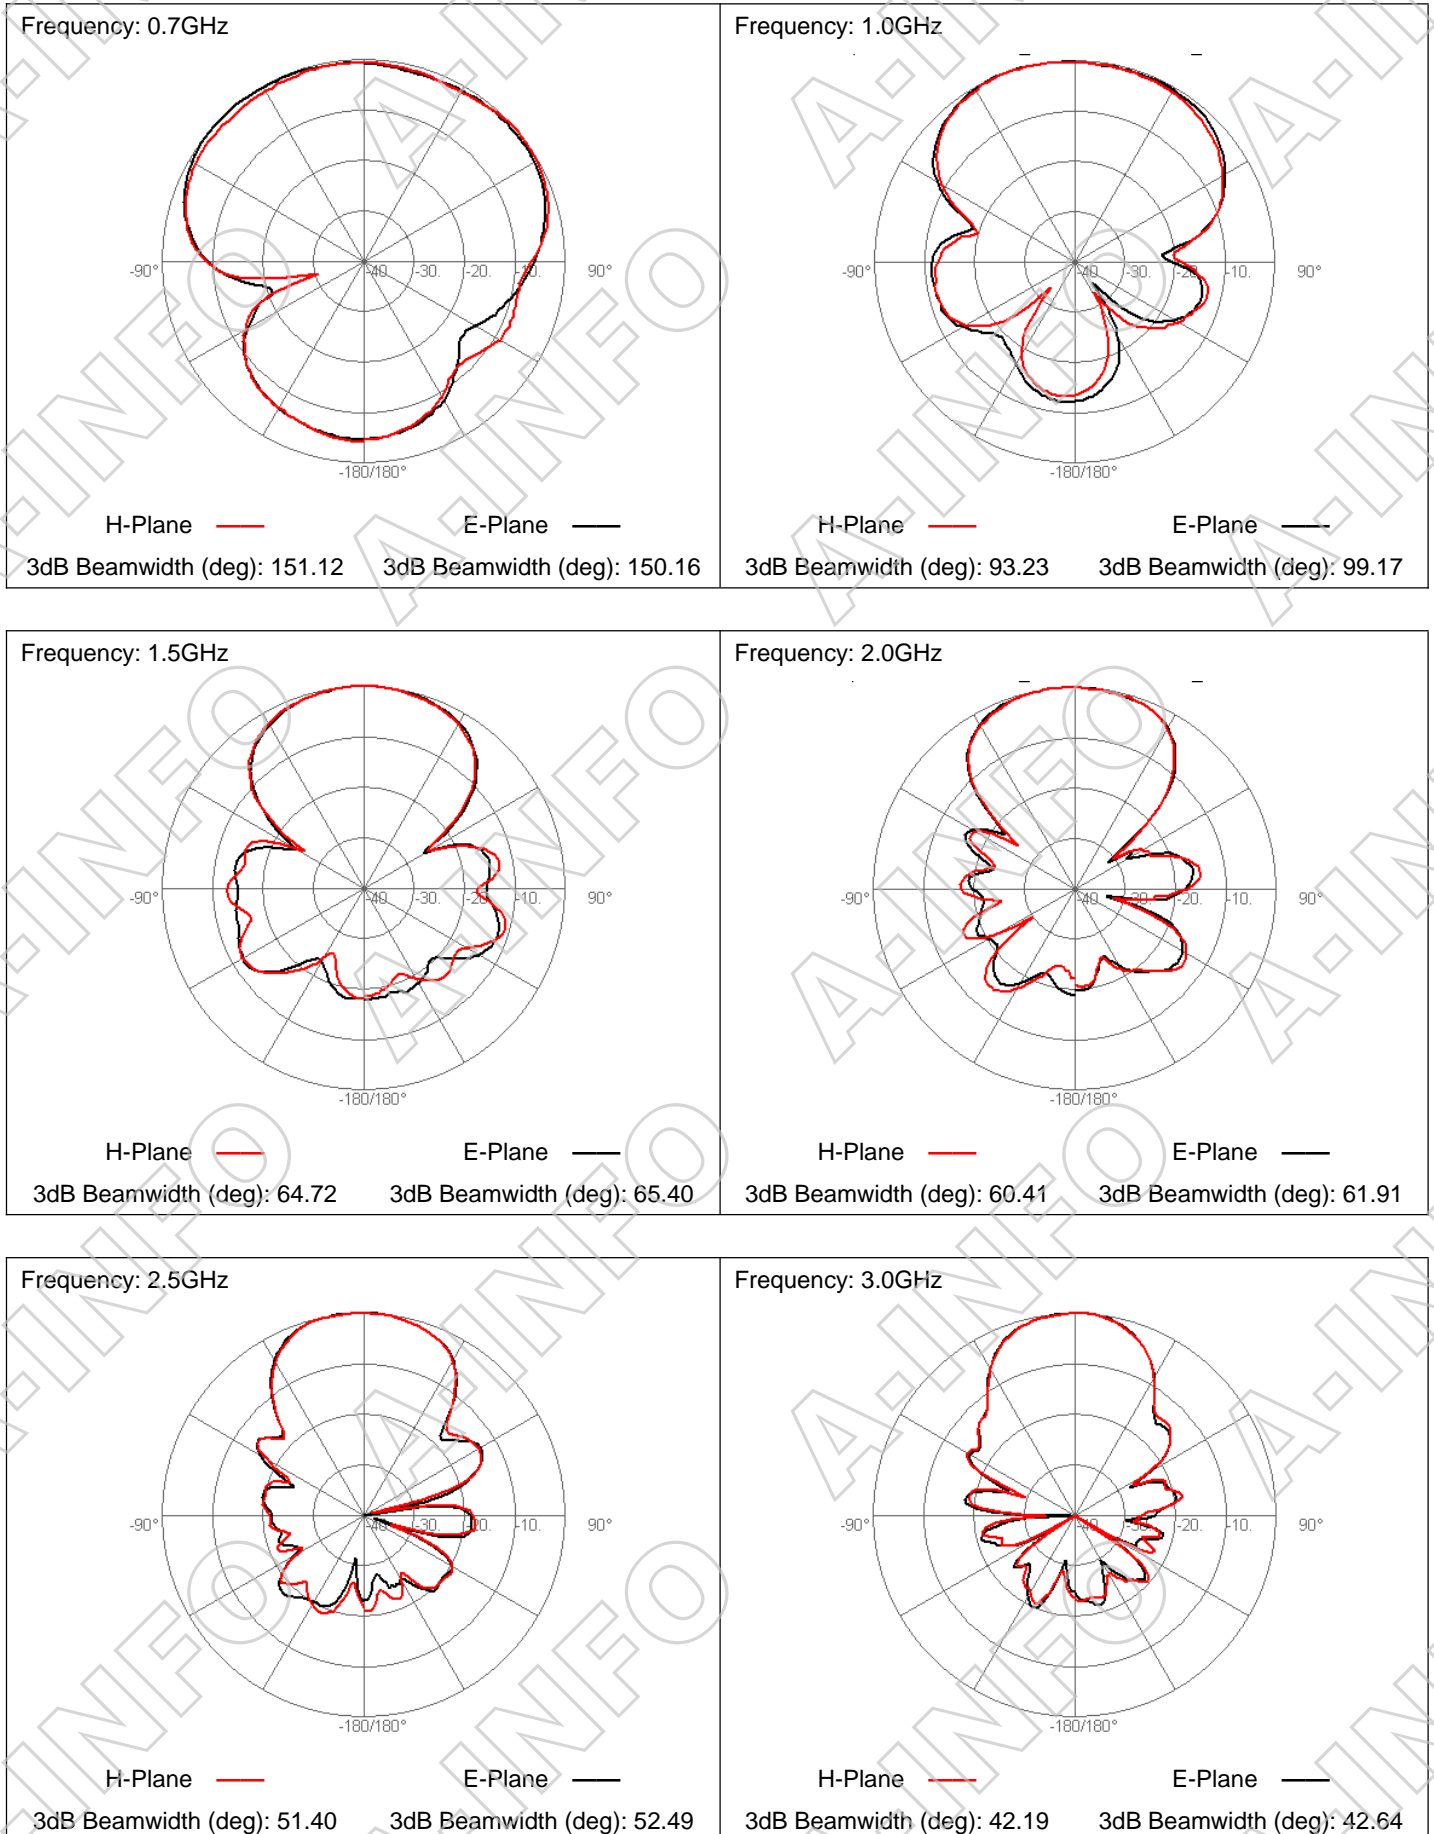 Frequency: 0.7GHz
-90° -40 -30. -20. -10. 90°
-180/180°
H-Plane E-Plane
3dB Beamwidth (deg): 151.12 3dB Beamwidth (deg): 150.16
Frequency: 1.0GHz
-90° -40 -30. -20. -10. 90°
-180/180°
H-Plane E-Plane
3dB Beamwidth (deg): 93.23 3dB Beamwidth (deg): 99.17
Frequency: 1.5GHz
-90° -40 -30. -20. -10. 90°
-180/180°
H-Plane E-Plane
3dB Beamwidth (deg): 64.72 3dB Beamwidth (deg): 65.40
Frequency: 2.0GHz
-90° -40 -30. -20. -10. 90°
-180/180°
H-Plane E-Plane
3dB Beamwidth (deg): 60.41 3dB Beamwidth (deg): 61.91
Frequency: 2.5GHz
-90° -40 -30. -20. -10. 90°
-180/180°
H-Plane E-Plane
3dB Beamwidth (deg): 51.40 3dB Beamwidth (deg): 52.49
Frequency: 3.0GHz
-90° -40 -30. -20. -10. 90°
-180/180°
H-Plane E-Plane
3dB Beamwidth (deg): 42.19 3dB Beamwidth (deg): 42.64
A-INFO